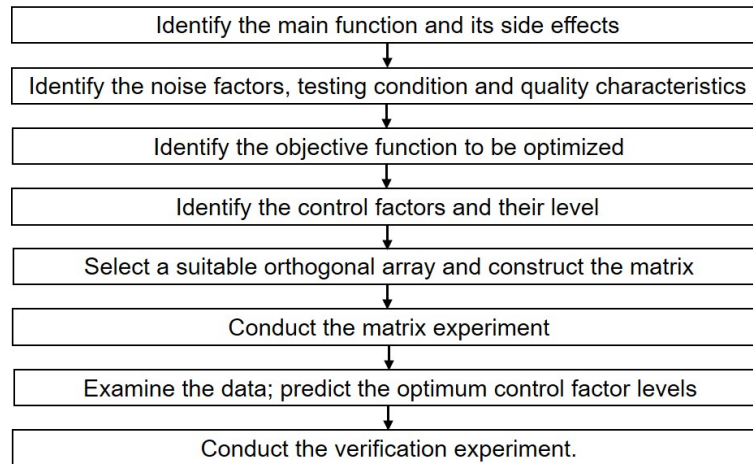 Identify the main function and its side effects
Identify the noise factors, testing condition and quality characteristics
Identify the objective function to be optimized
Identify the control factors and their level
Select a suitable orthogonal array and construct the matrix
Conduct the matrix experiment
Examine the data; predict the optimum control factor levels
Conduct the verification experiment.